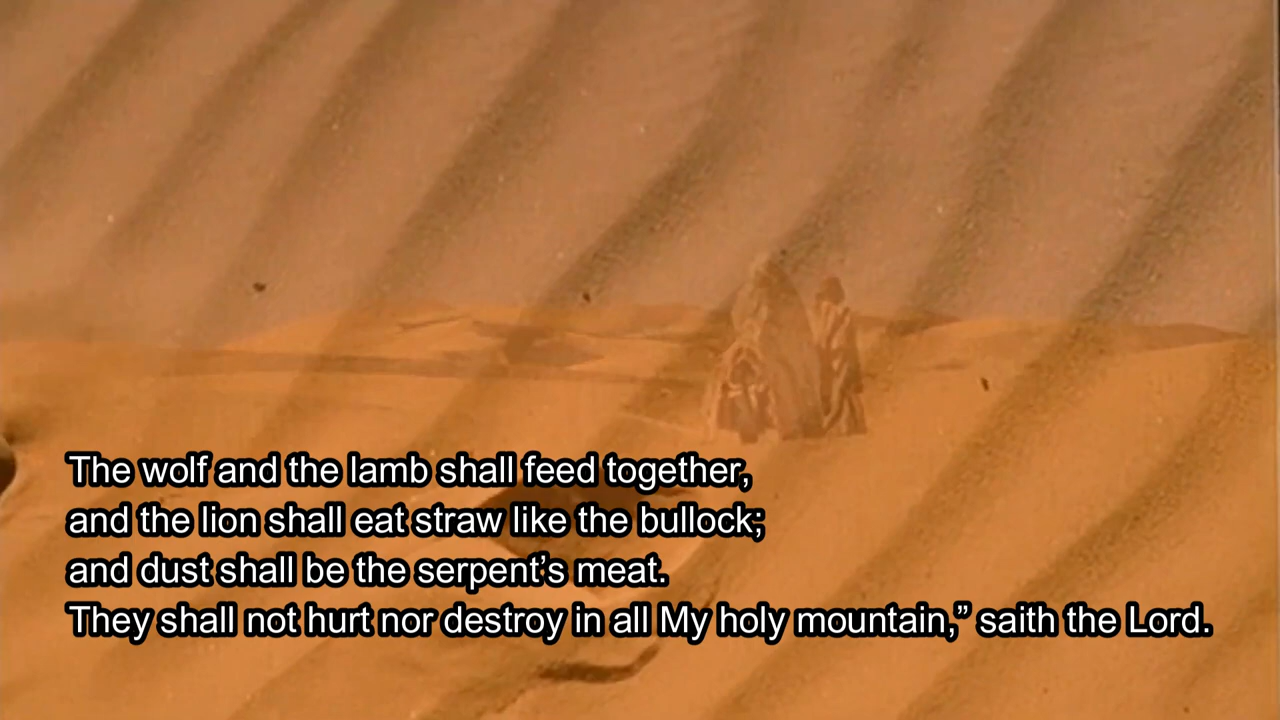 The wolf and the lamb shall feed together,
and the lion shall eat straw like the bullock;
and dust shall be the serpent’s meat.
They shall not hurt nor destroy in all My holy mountain,” saith the Lord.